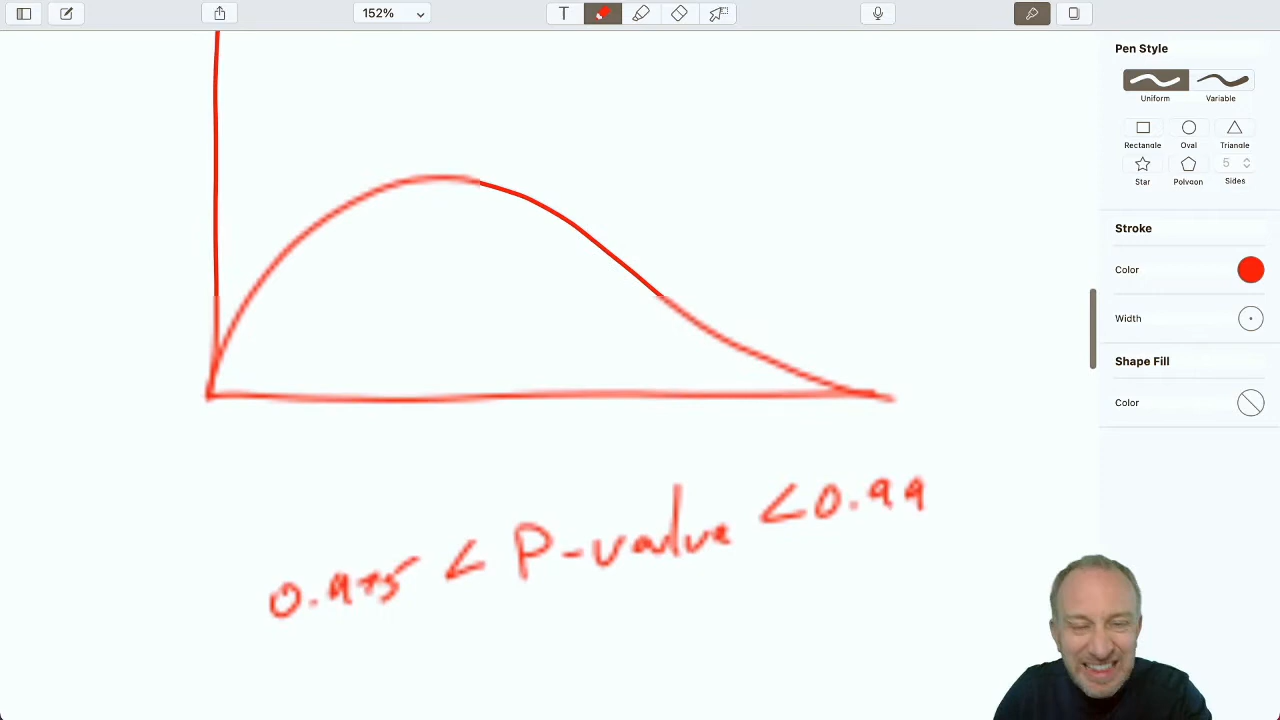 152%
T
Pen Style
Uniform
Variable
Rectangle
Oval
Triangle
5
Star
Polygon
Sides
Stroke
Color
Width
Shape Fill
Color
0.975 < P-value < 0.99